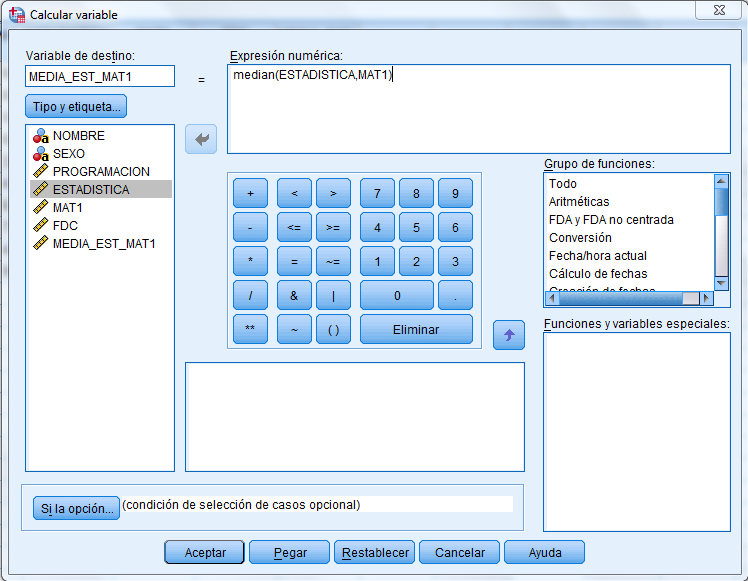 Calcular variable
Variable de destino:
MEDIA_EST_MAT1
=
Expresión numérica:
median(ESTADISTICA,MAT1)
Tipo y etiqueta...
NOMBRE
SEXO
PROGRAMACION
ESTADISTICA
MAT1
FDC
MEDIA_EST_MAT1
+ < > 7 8 9
- <= >= 4 5 6
* = ~= 1 2 3
/ & | 0 .
** ~ ( ) Eliminar
Grupo de funciones:
Todo
Aritméticas
FDA y FDA no centrada
Conversión
Fecha/hora actual
Cálculo de fechas
Creación de fechas
Funciones y variables especiales:
Si la opción... (condición de selección de casos opcional)
Aceptar Pegar Restablecer Cancelar Ayuda